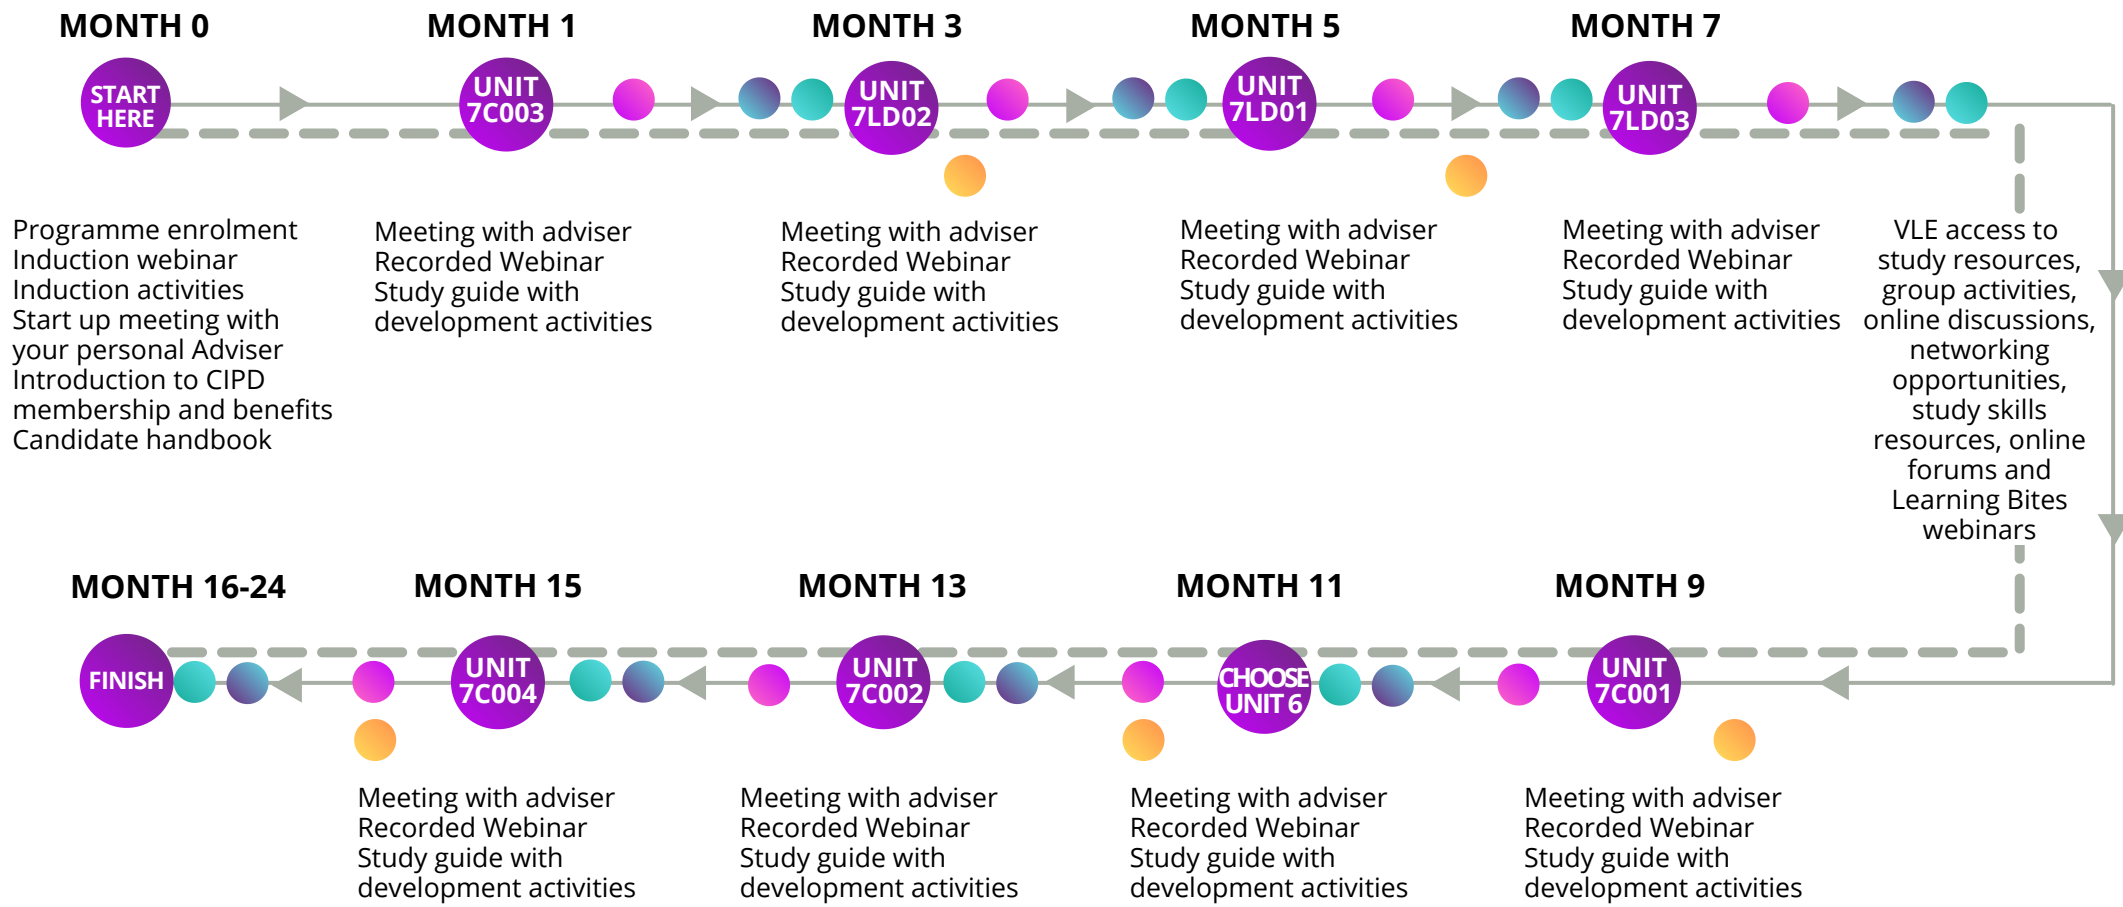 MONTH 0
START
HERE
Programme enrolment
Induction webinar
Induction activities
Start up meeting with
your personal Adviser
Introduction to CIPD
membership and benefits
Candidate handbook
MONTH 1
UNIT
7C003
Meeting with adviser
Recorded Webinar
Study guide with
development activities
MONTH 3
UNIT
7LD02
Meeting with adviser
Recorded Webinar
Study guide with
development activities
MONTH 5
UNIT
7LD01
Meeting with adviser
Recorded Webinar
Study guide with
development activities
MONTH 7
UNIT
7LD03
Meeting with adviser
Recorded Webinar
Study guide with
development activities
VLE access to
study resources,
group activities,
online discussions,
networking
opportunities,
study skills
resources, online
forums and
Learning Bites
webinars
MONTH 9
UNIT
7C001
Meeting with adviser
Recorded Webinar
Study guide with
development activities
MONTH 11
CHOOSE
UNIT 6
Meeting with adviser
Recorded Webinar
Study guide with
development activities
MONTH 13
UNIT
7C002
Meeting with adviser
Recorded Webinar
Study guide with
development activities
MONTH 15
UNIT
7C004
Meeting with adviser
Recorded Webinar
Study guide with
development activities
MONTH 16-24
FINISH